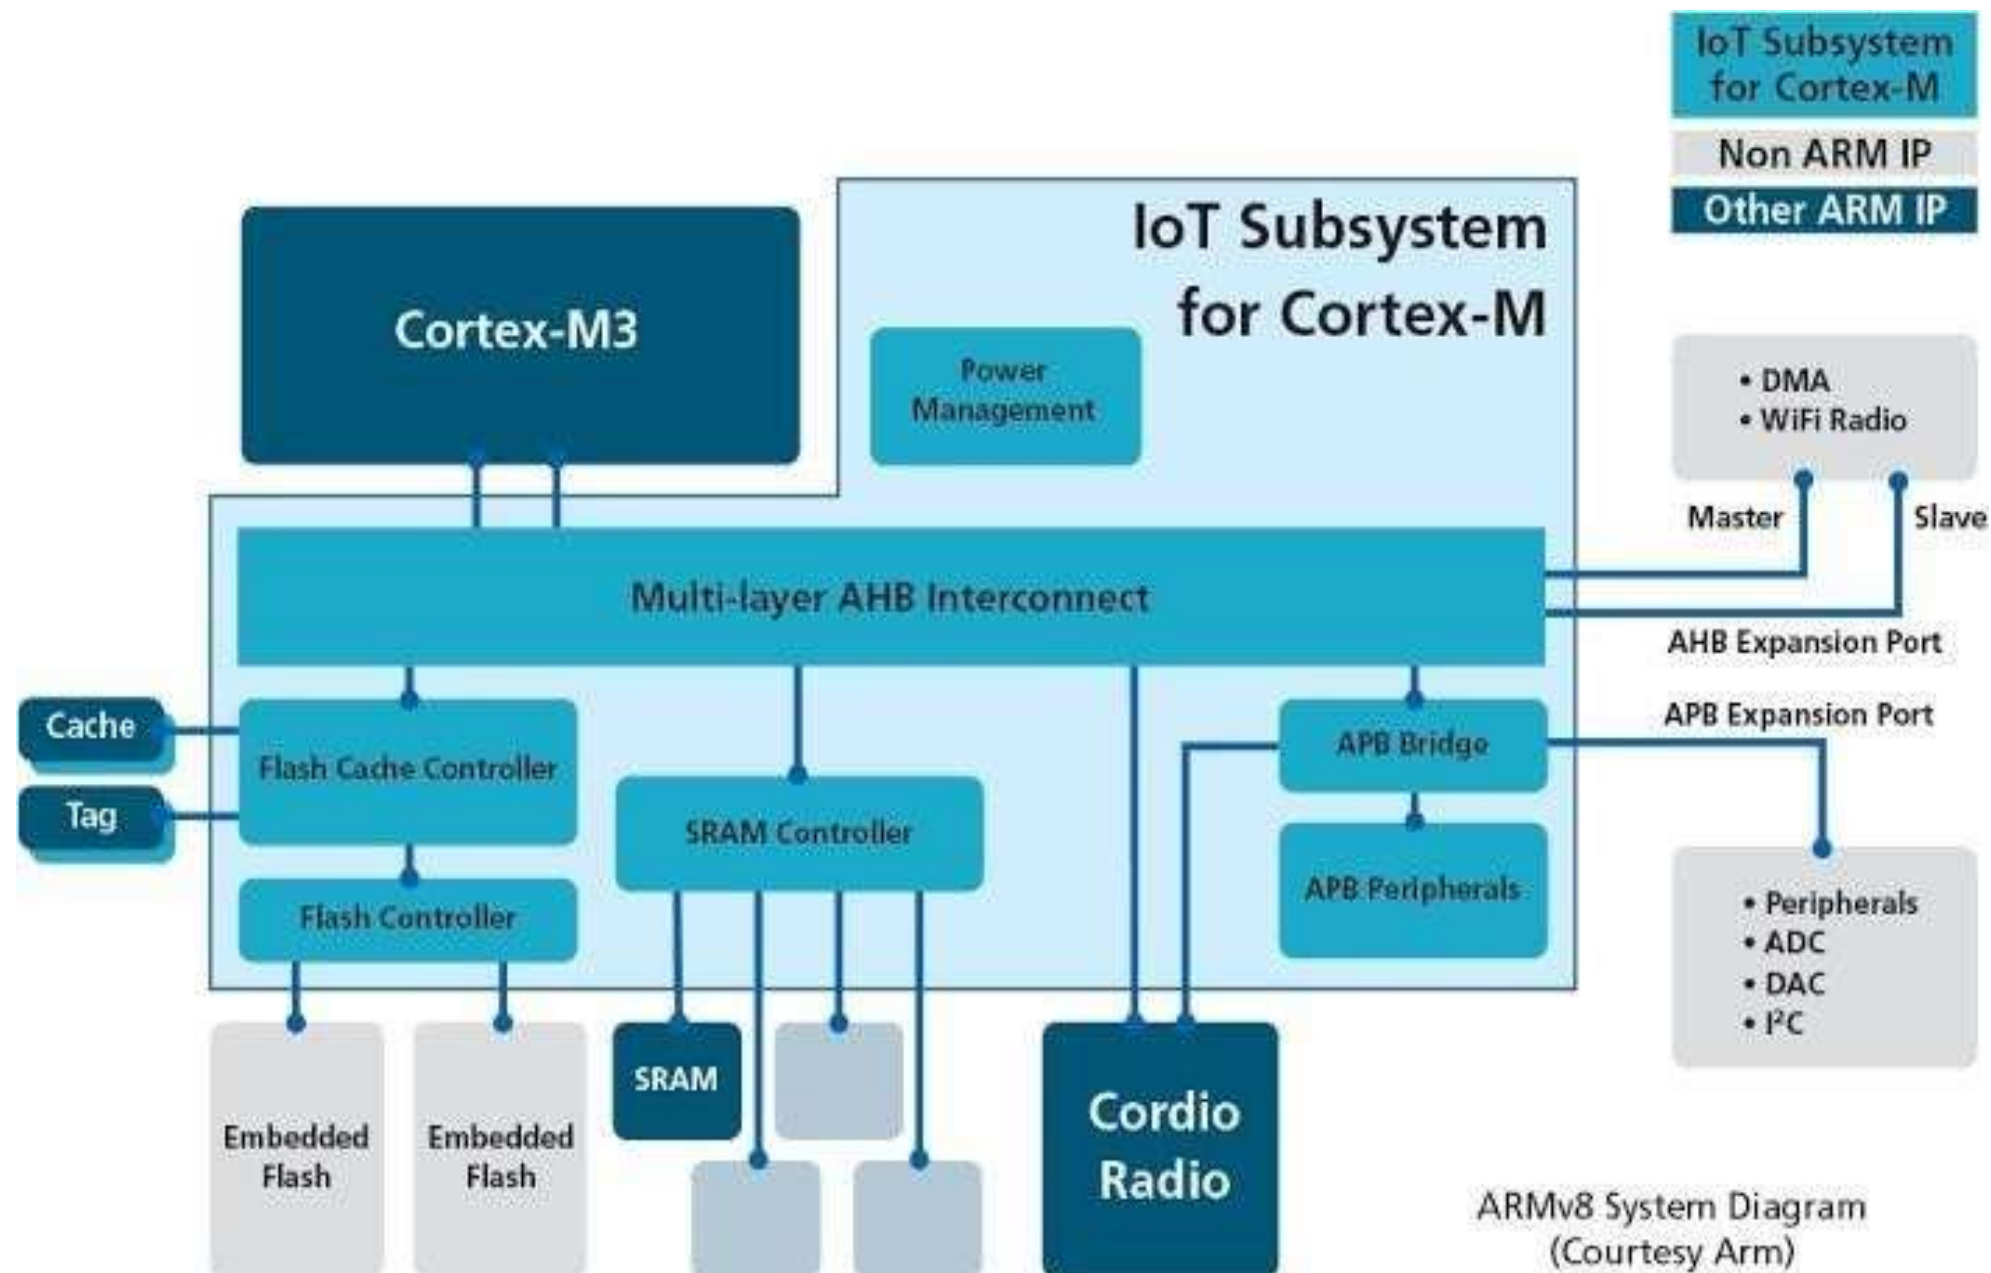 IoT Subsystem
for Cortex-M
Non ARM IP
Other ARM IP
IoT Subsystem
for Cortex-M
Cortex-M3
Power
Management
• DMA
• WiFi Radio
Master
Slave
Multi-layer AHB Interconnect
AHB Expansion Port
APB Expansion Port
Cache
Tag
Flash Cache Controller
APB Bridge
SRAM Controller
APB Peripherals
Flash Controller
• Peripherals
• ADC
• DAC
• I²C
SRAM
Embedded
Flash
Embedded
Flash
Cordio
Radio
ARMv8 System Diagram
(Courtesy Arm)